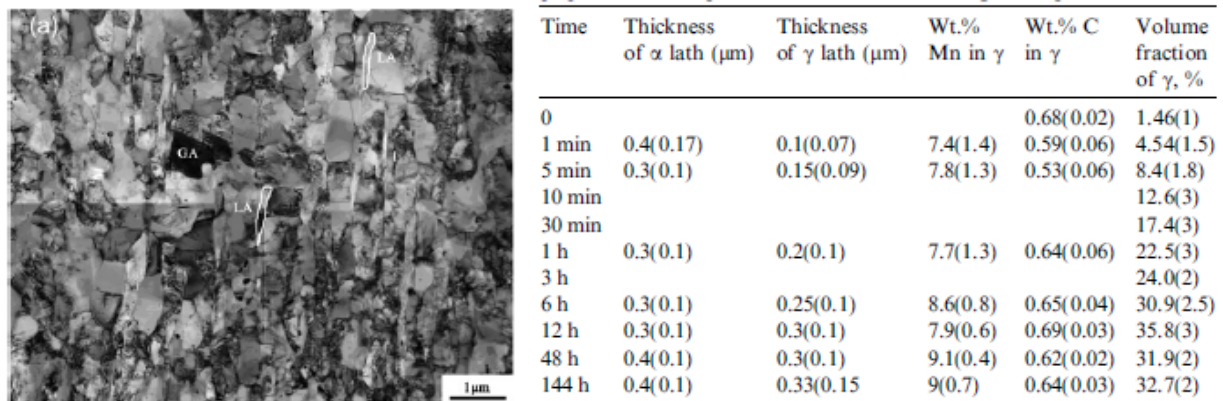 (a)
LA
GA
1
LA
1μm
Time Thickness of α lath (μm) Thickness of γ lath (μm) Wt.% Mn in γ Wt.% C in γ Volume fraction of γ, %
0 0.68(0.02) 1.46(1)
1 min 0.4(0.17) 0.1(0.07) 7.4(1.4) 0.59(0.06) 4.54(1.5)
5 min 0.3(0.1) 0.15(0.09) 7.8(1.3) 0.53(0.06) 8.4(1.8)
10 min 12.6(3)
30 min 17.4(3)
1 h 0.3(0.1) 0.2(0.1) 7.7(1.3) 0.64(0.06) 22.5(3)
3 h 24.0(2)
6 h 0.3(0.1) 0.25(0.1) 8.6(0.8) 0.65(0.04) 30.9(2.5)
12 h 0.3(0.1) 0.3(0.1) 7.9(0.6) 0.69(0.03) 35.8(3)
48 h 0.4(0.1) 0.3(0.1) 9.1(0.4) 0.62(0.02) 31.9(2)
144 h 0.4(0.1) 0.33(0.15 9(0.7) 0.64(0.03) 32.7(2)